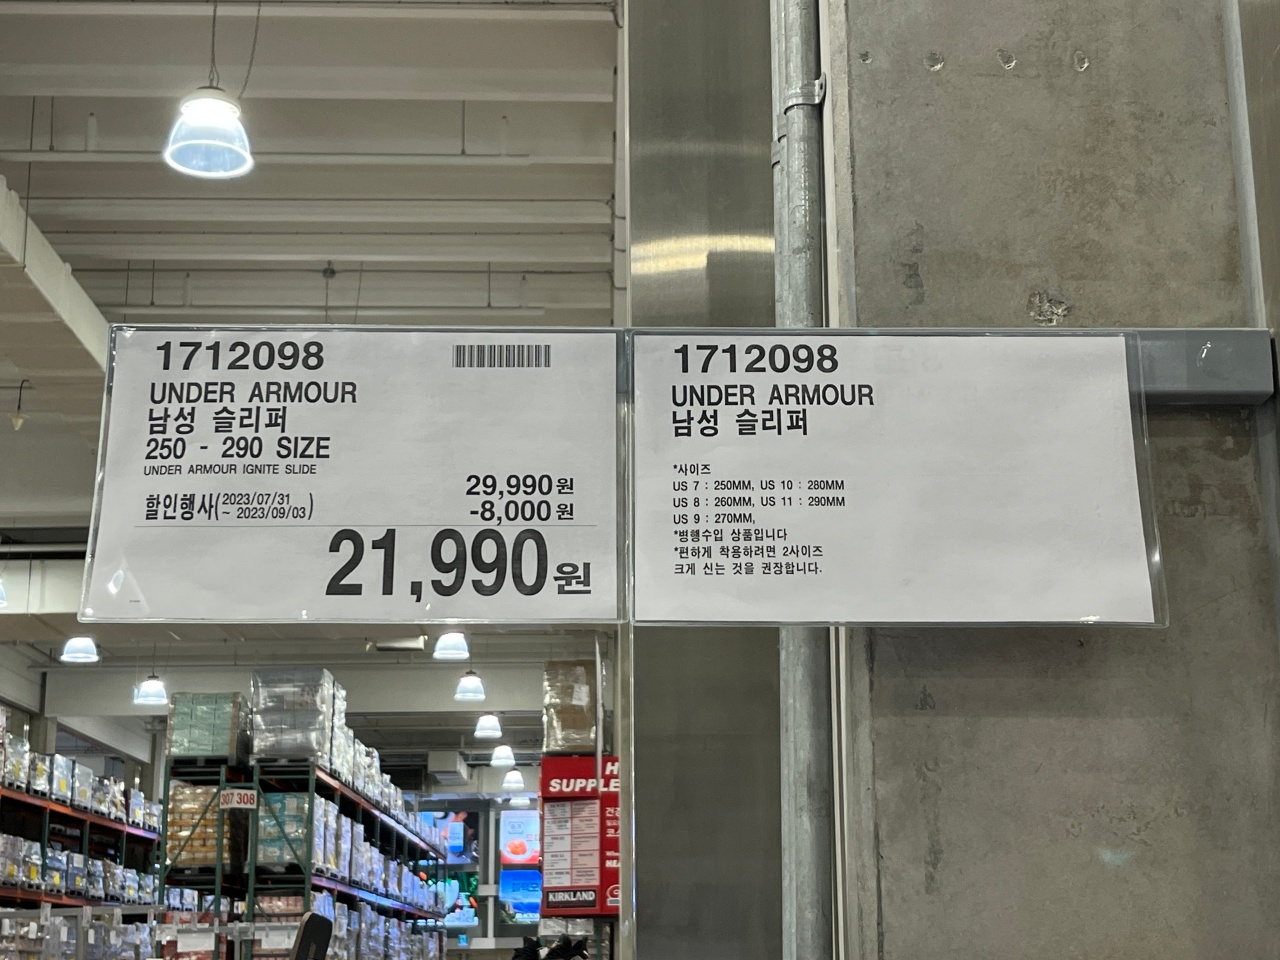 1712098
UNDER ARMOUR
남성 슬리퍼
250 - 290 SIZE
UNDER ARMOUR IGNITE SLIDE
29,990원
할인행사(2023/07/31 ~ 2023/09/03)
-8,000원
21,990원
1712098
UNDER ARMOUR
남성 슬리퍼
*사이즈
US 7 : 250MM, US 10 : 280MM
US 8 : 260MM, US 11 : 290MM
US 9 : 270MM,
*병행수입 상품입니다
*편하게 착용하려면 2사이즈
크게 신는 것을 권장합니다.
307 308
H
SUPPLE
KIRKLAND